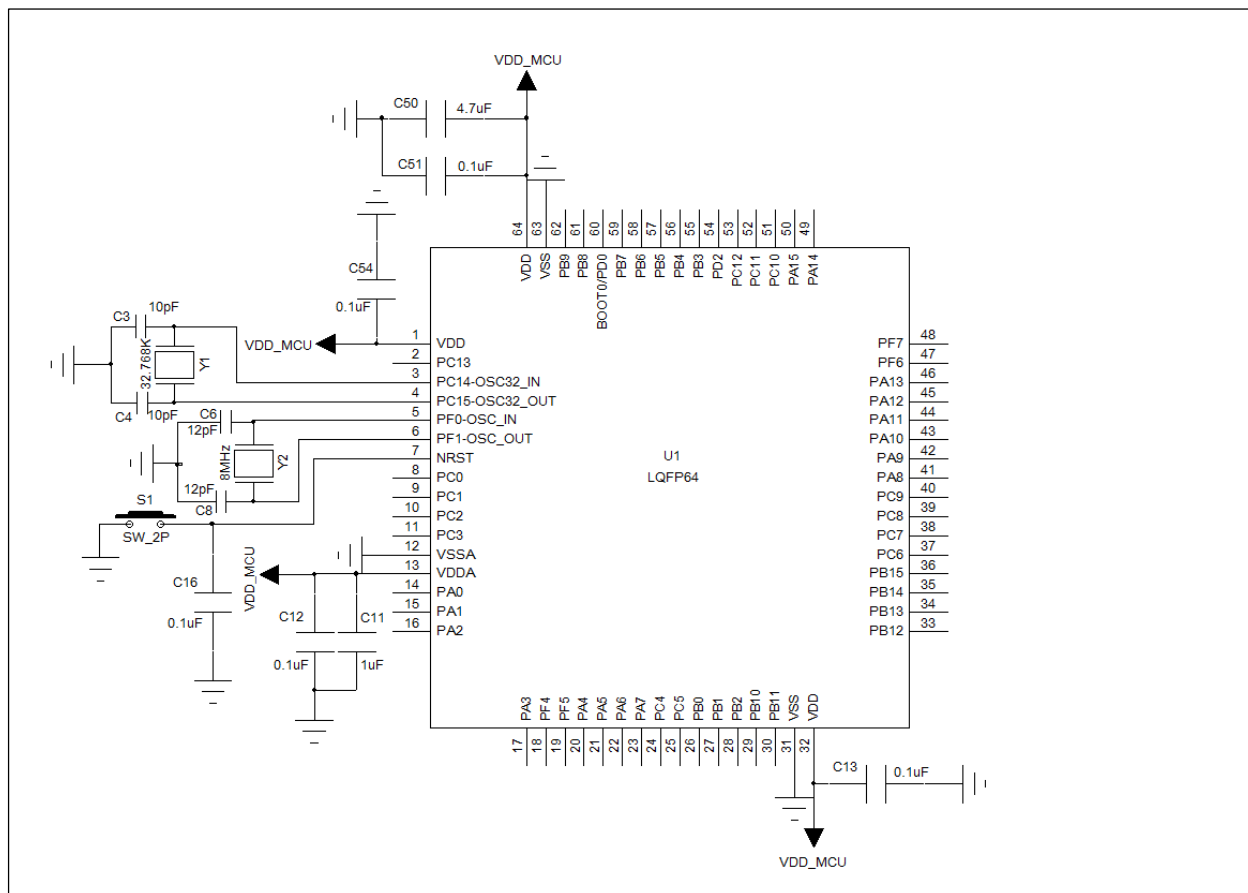 VDD_MCU
C50
4.7uF
C51
0.1uF
64
63
62
61
60
59
58
57
56
55
54
53
52
51
50
49
VDD
VSS
PB9
PB8
BOOT0/PD0
PB7
PB6
PB5
PB4
PB3
PD2
PC12
PC11
PC10
PA15
PA14
C54
0.1uF
VDD_MCU
C3
10pF
32.768K
Y1
C4
10pF
C6
12pF
8MHz
Y2
12pF
C8
S1
SW_2P
C16
0.1uF
VDD_MCU
C12
C11
0.1uF
1uF
1 VDD
2 PC13
3 PC14-OSC32_IN
4 PC15-OSC32_OUT
5 PF0-OSC_IN
6 PF1-OSC_OUT
7 NRST
8 PC0
9 PC1
10 PC2
11 PC3
12 VSSA
13 VDDA
14 PA0
15 PA1
16 PA2
U1
LQFP64
PF7 48
PF6 47
PA13 46
PA12 45
PA11 44
PA10 43
PA9 42
PA8 41
PC9 40
PC8 39
PC7 38
PC6 37
PB15 36
PB14 35
PB13 34
PB12 33
PA3
PF4
PF5
PA4
PA5
PA6
PA7
PC4
PC5
PB0
PB1
PB2
PB10
PB11
VSS
VDD
17
18
19
20
21
22
23
24
25
26
27
28
29
30
31
32
C13
0.1uF
VDD_MCU